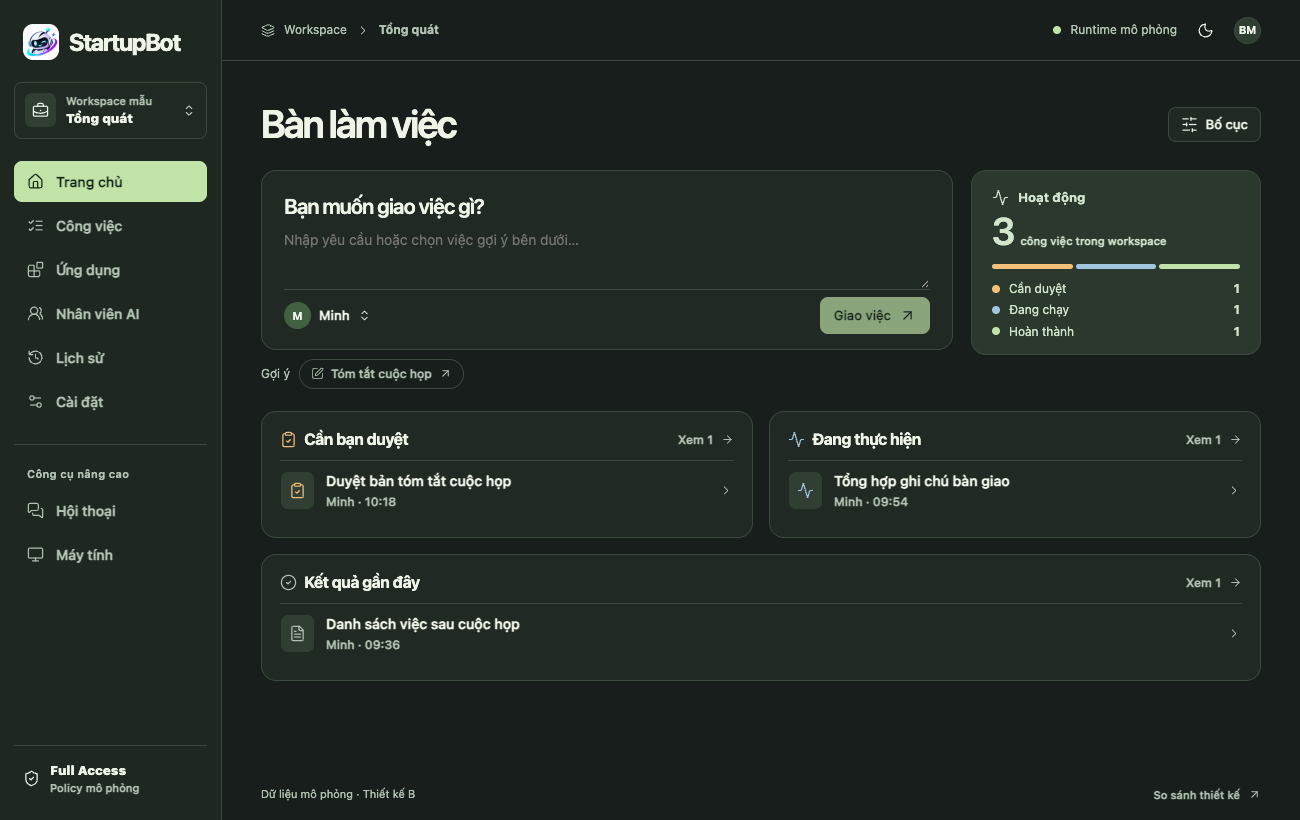 StartupBot
Workspace mẫu
Tổng quát
Trang chủ
Công việc
Ứng dụng
Nhân viên AI
Lịch sử
Cài đặt
Công cụ nâng cao
Hội thoại
Máy tính
Full Access
Policy mô phỏng
Workspace > Tổng quát
Runtime mô phỏng
BM
Bàn làm việc
Bố cục
Bạn muốn giao việc gì?
Nhập yêu cầu hoặc chọn việc gợi ý bên dưới...
M Minh
Giao việc
Gợi ý
Tóm tắt cuộc họp
Hoạt động
3 công việc trong workspace
Cần duyệt 1
Đang chạy 1
Hoàn thành 1
Cần bạn duyệt
Xem 1
Duyệt bản tóm tắt cuộc họp
Minh · 10:18
Đang thực hiện
Xem 1
Tổng hợp ghi chú bàn giao
Minh · 09:54
Kết quả gần đây
Xem 1
Danh sách việc sau cuộc họp
Minh · 09:36
Dữ liệu mô phỏng · Thiết kế B
So sánh thiết kế